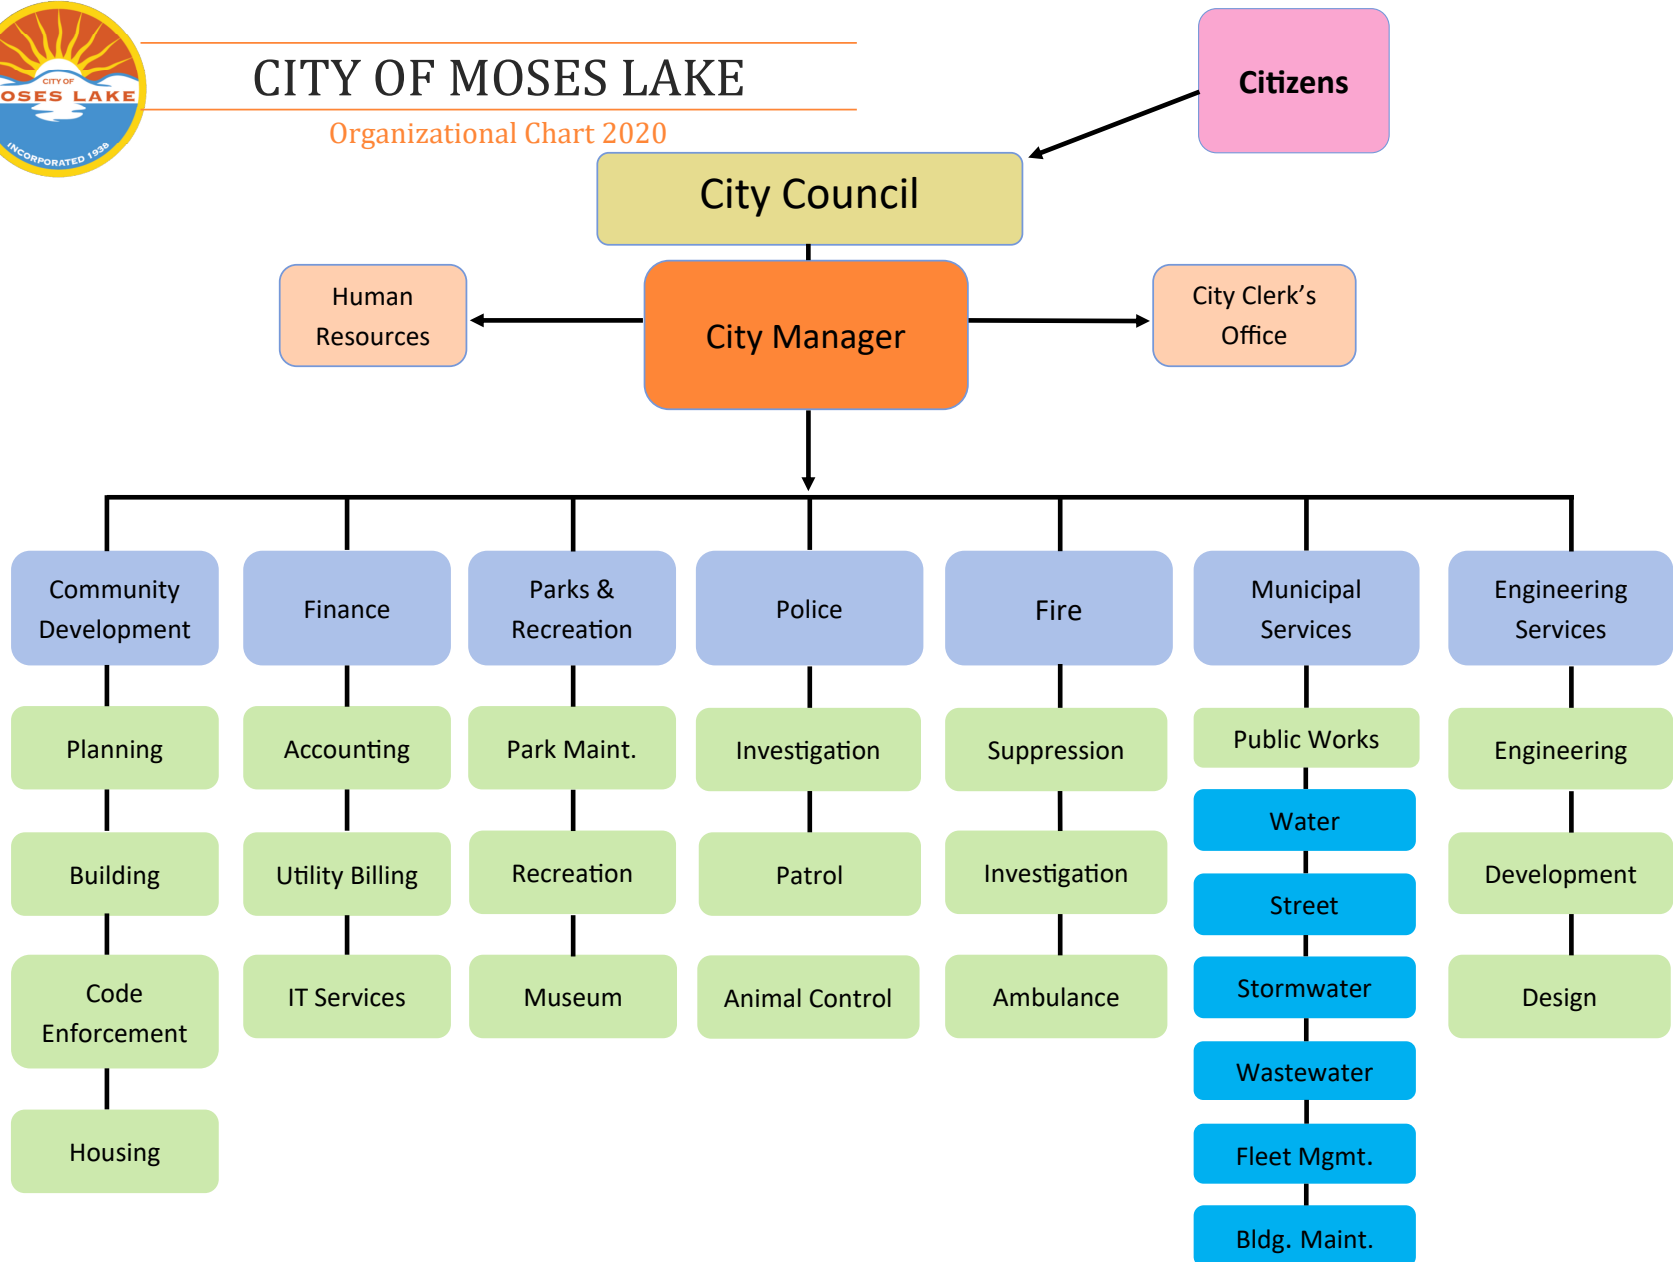 CITY OF
OSES LAKE
INCORPORATED 1938
CITY OF MOSES LAKE
Organizational Chart 2020
Citizens
City Council
Human
Resources
City Manager
City Clerk's
Office
Community
Development
Finance
Parks &
Recreation
Police
Fire
Municipal
Services
Engineering
Services
Planning
Accounting
Park Maint.
Investigation
Suppression
Public Works
Engineering
Water
Building
Utility Billing
Recreation
Patrol
Investigation
Street
Development
Code
Enforcement
IT Services
Museum
Animal Control
Ambulance
Stormwater
Design
Wastewater
Housing
Fleet Mgmt.
Bldg. Maint.